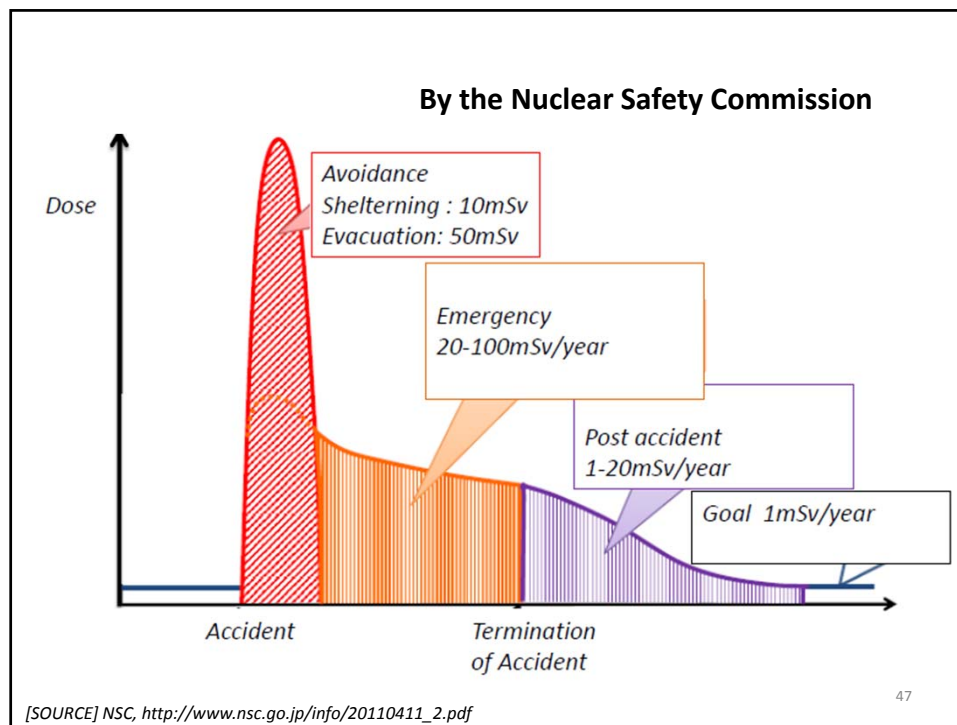 By the Nuclear Safety Commission
Dose
Avoidance
Shelterning : 10mSv
Evacuation: 50mSv
Emergency
20-100mSv/year
Post accident
1-20mSv/year
Goal 1mSv/year
Accident
Termination
of Accident
[SOURCE] NSC, http://www.nsc.go.jp/info/20110411_2.pdf
47